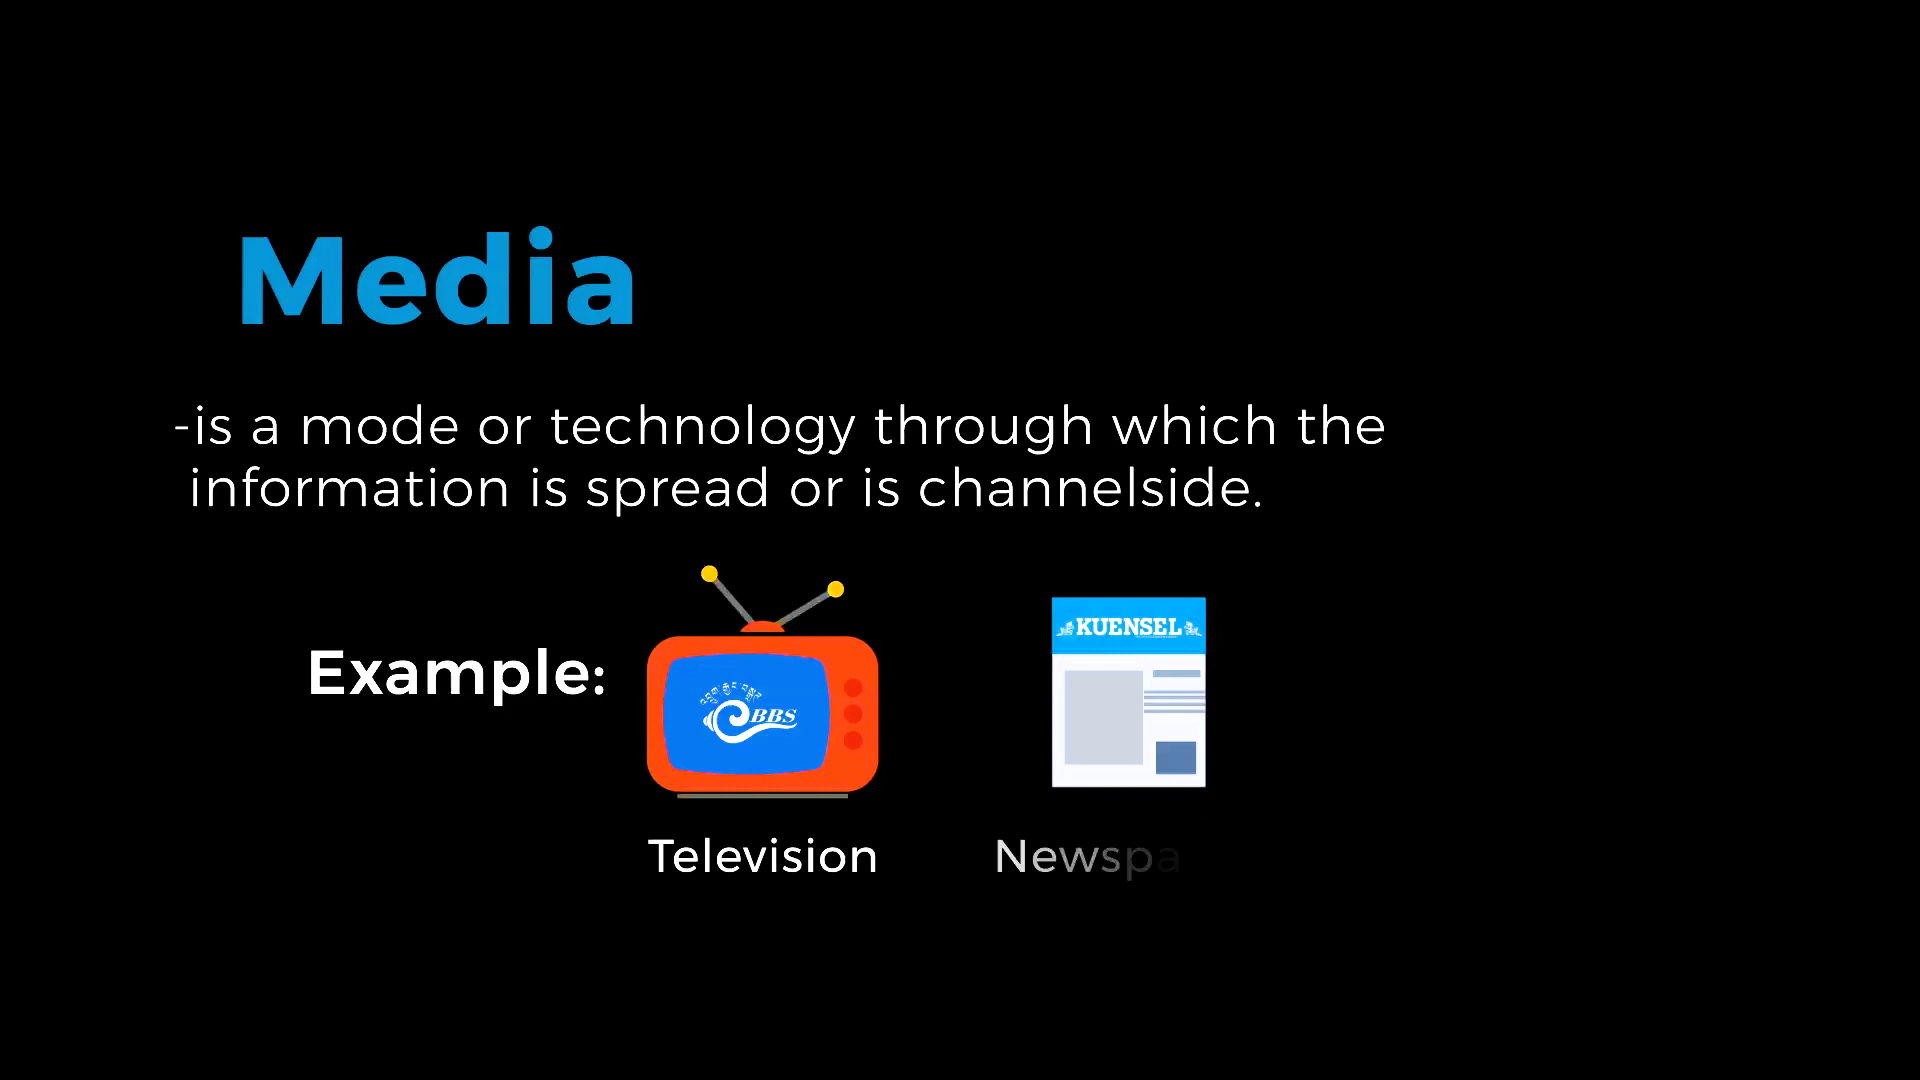 Media
-is a mode or technology through which the
information is spread or is channelside.
Example:
BBS
KUENSEL
Television
Newspa